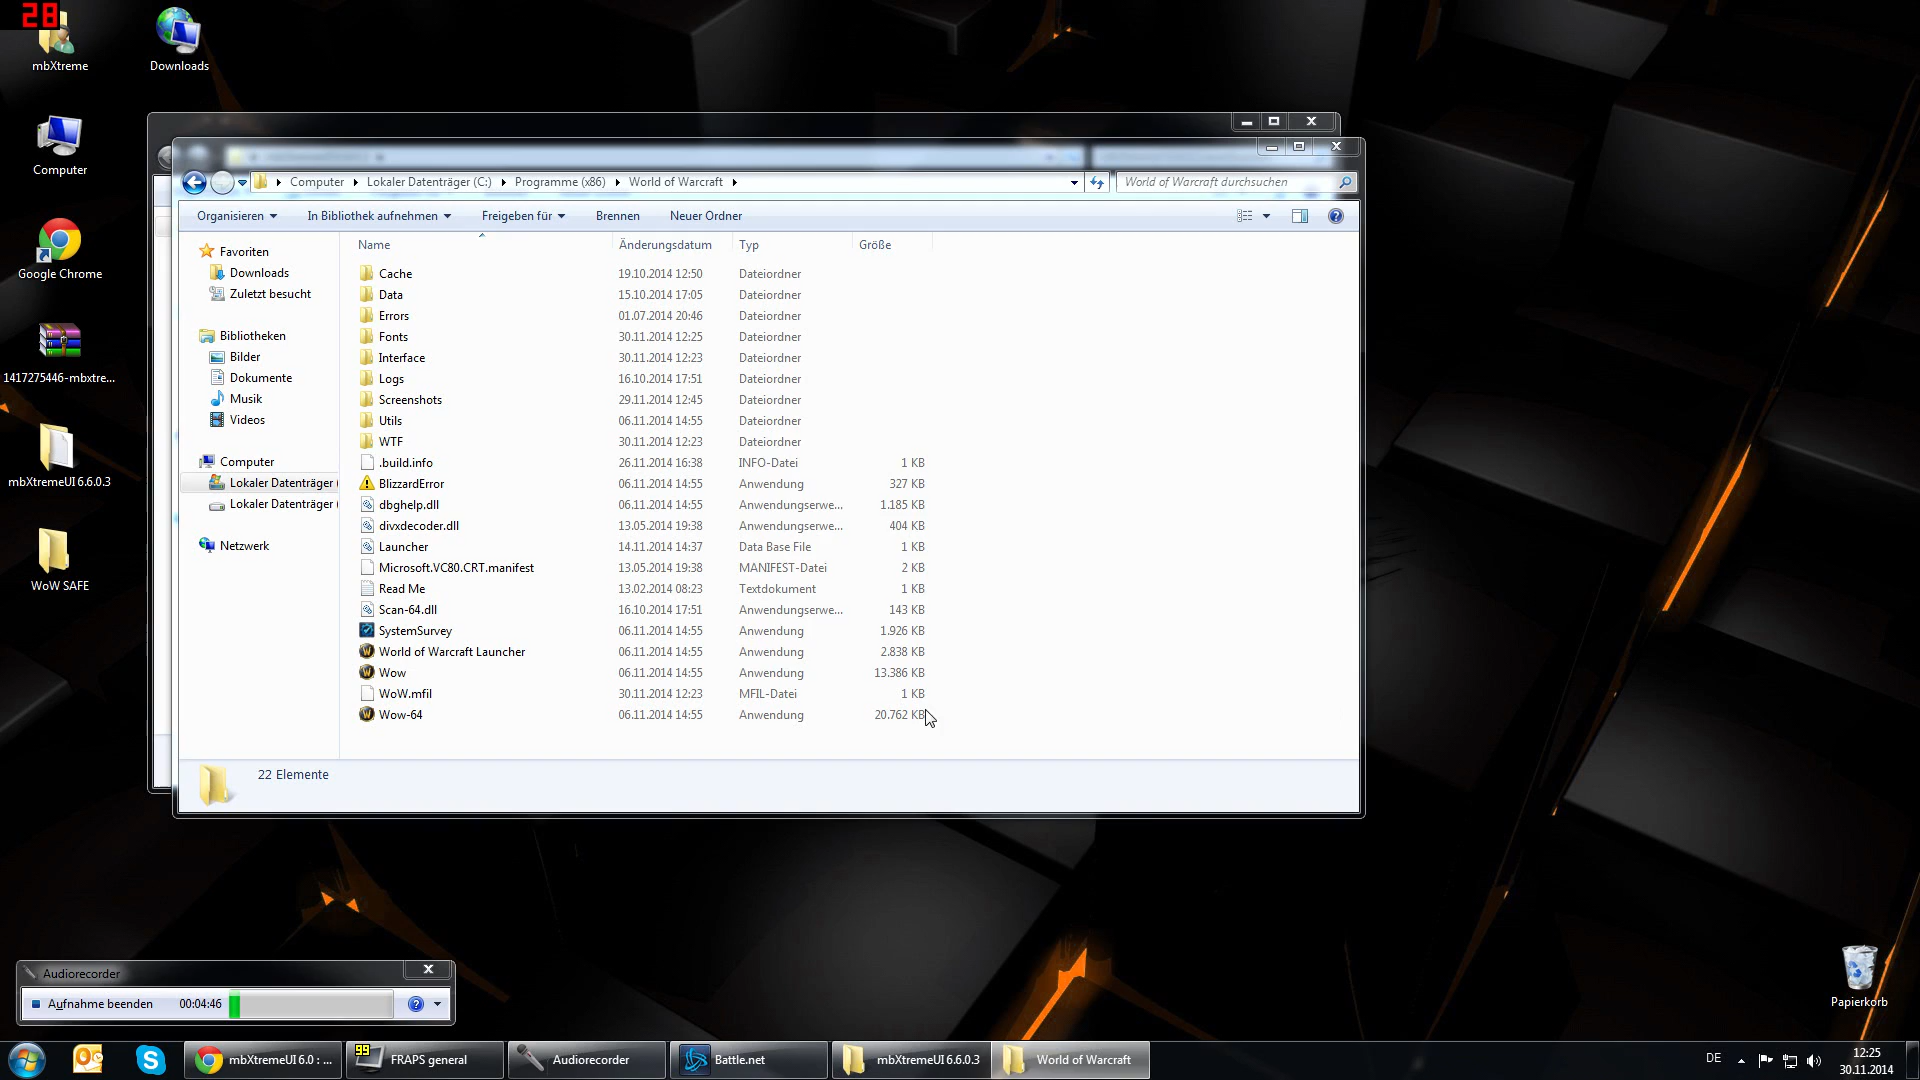 28
mbXtreme
Downloads
Computer
Google Chrome
1417275446-mbxtre...
mbXtremeUI 6.6.0.3
WoW SAFE
Computer
Lokaler Datenträger (C:)
Programme (x86)
World of Warcraft
World of Warcraft durchsuchen
Organisieren
In Bibliothek aufnehmen
Freigeben für
Brennen
Neuer Ordner
Favoriten
Downloads
Zuletzt besucht
Bibliotheken
Bilder
Dokumente
Musik
Videos
Computer
Lokaler Datenträger (
Lokaler Datenträger (
Netzwerk
Name Änderungsdatum Typ Größe
Cache 19.10.2014 12:50 Dateiordner
Data 15.10.2014 17:05 Dateiordner
Errors 01.07.2014 20:46 Dateiordner
Fonts 30.11.2014 12:25 Dateiordner
Interface 30.11.2014 12:23 Dateiordner
Logs 16.10.2014 17:51 Dateiordner
Screenshots 29.11.2014 12:45 Dateiordner
Utils 06.11.2014 14:55 Dateiordner
WTF 30.11.2014 12:23 Dateiordner
.build.info 26.11.2014 16:38 INFO-Datei 1 KB
BlizzardError 06.11.2014 14:55 Anwendung 327 KB
dbghelp.dll 06.11.2014 14:55 Anwendungserwe... 1.185 KB
divxdecoder.dll 13.05.2014 19:38 Anwendungserwe... 404 KB
Launcher 14.11.2014 14:37 Data Base File 1 KB
Microsoft.VC80.CRT.manifest 13.05.2014 19:38 MANIFEST-Datei 2 KB
Read Me 13.02.2014 08:23 Textdokument 1 KB
Scan-64.dll 16.10.2014 17:51 Anwendungserwe... 143 KB
SystemSurvey 06.11.2014 14:55 Anwendung 1.926 KB
World of Warcraft Launcher 06.11.2014 14:55 Anwendung 2.838 KB
Wow 06.11.2014 14:55 Anwendung 13.386 KB
WoW.mfil 30.11.2014 12:23 MFIL-Datei 1 KB
Wow-64 06.11.2014 14:55 Anwendung 20.762 KB
22 Elemente
Audiorecorder
Aufnahme beenden 00:04:46
Papierkorb
mbXtremeUI 6.0 : ...
99
FRAPS general
Audiorecorder
Battle.net
mbXtremeUI 6.6.0.3
World of Warcraft
DE
12:25
30.11.2014